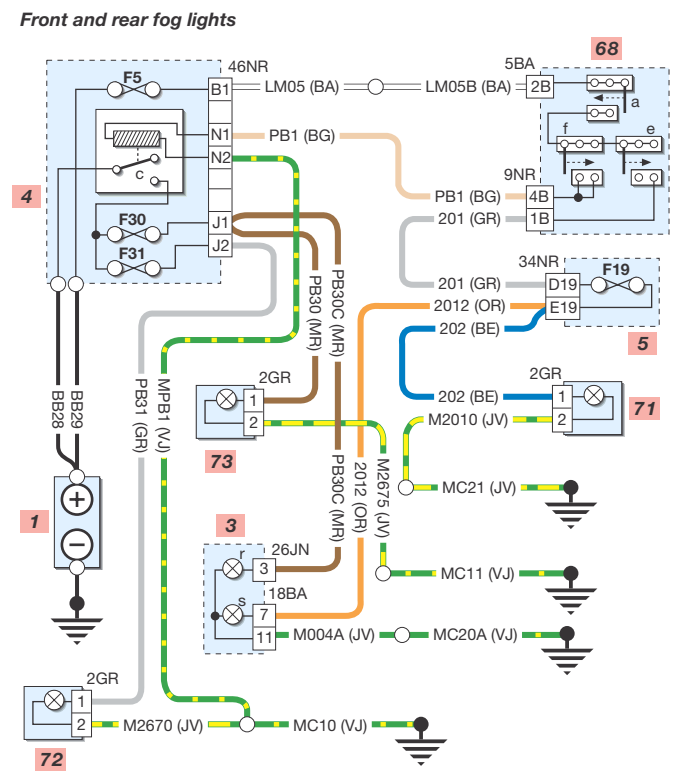 Front and rear fog lights
46NR
5BA
68
F5
B1
LM05 (BA)
LM05B (BA)
2B
a
N1
PB1 (BG)
f
e
N2
c
9NR
4
PB1 (BG)
4B
F30
J1
201 (GR)
1B
F31
J2
34NR
201 (GR)
D19
F19
2012 (OR)
E19
202 (BE)
5
PB30 (MR)
PB30C (MR)
BB28
BB29
PB31 (GR)
MPB1 (VJ)
2GR
1
2
73
2GR
202 (BE)
1
71
M2010 (JV)
2
M2675 (JV)
PB30C (MR)
2012 (OR)
MC21 (JV)
1
+
−
3
26JN
r
3
MC11 (VJ)
18BA
s
7
11
M004A (JV)
MC20A (VJ)
2GR
1
2
M2670 (JV)
MC10 (VJ)
72